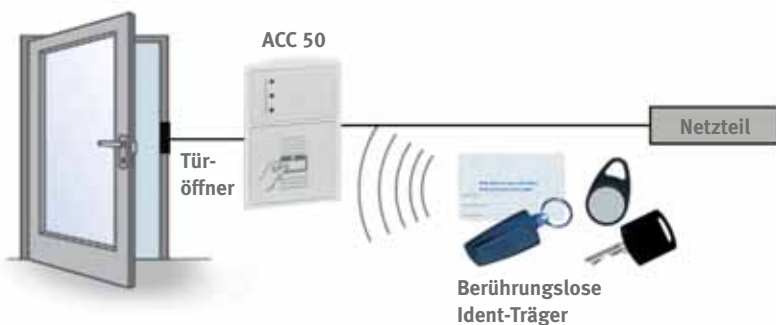 ACC 50
Netzteil
Tür-
öffner
Berührungslose
Ident-Träger